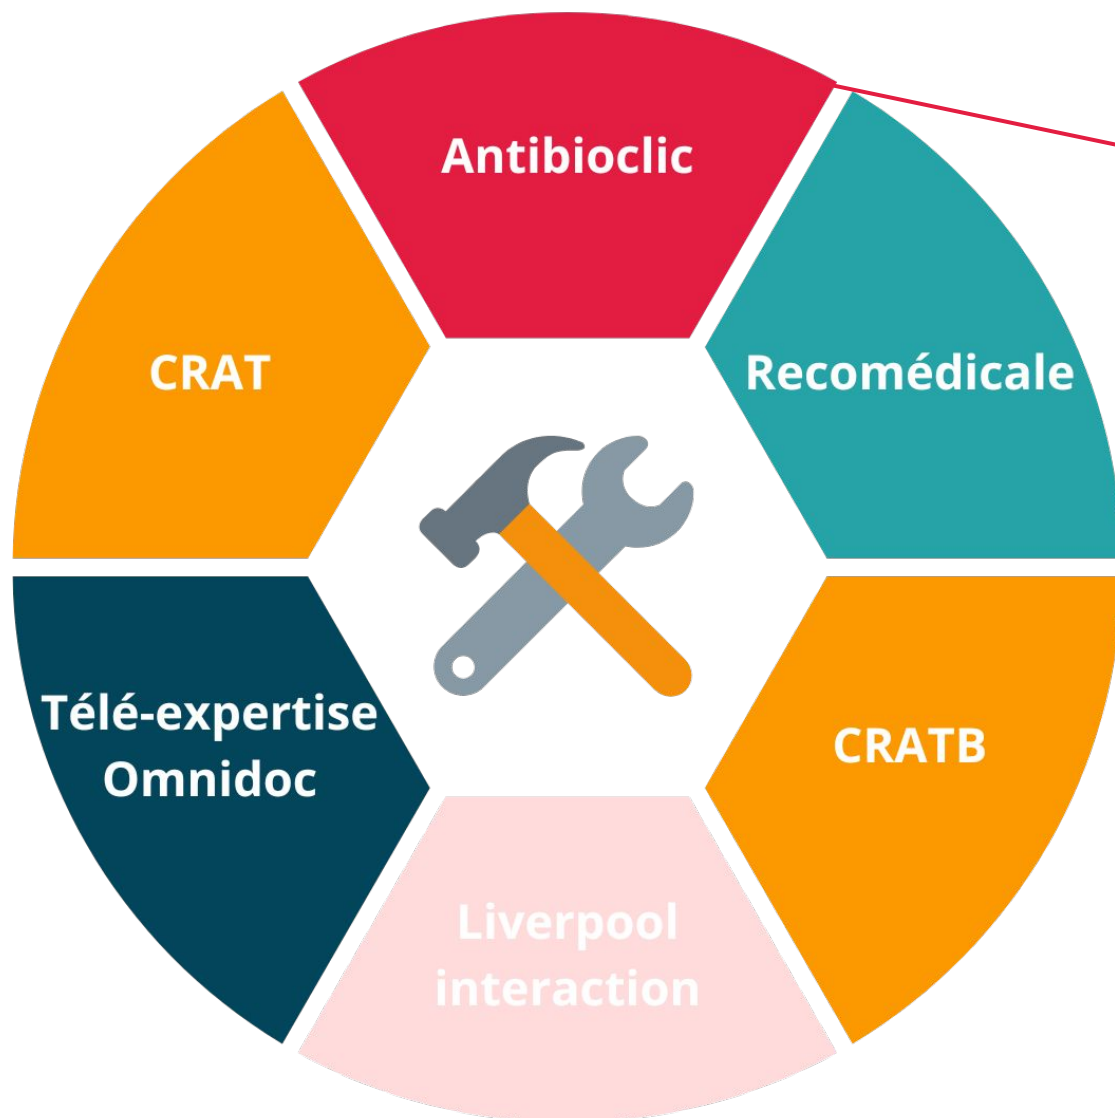 Antibioclic
CRAT
Recomédicale
Télé-expertise
Omnidoc
CRATB
Liverpool
interaction